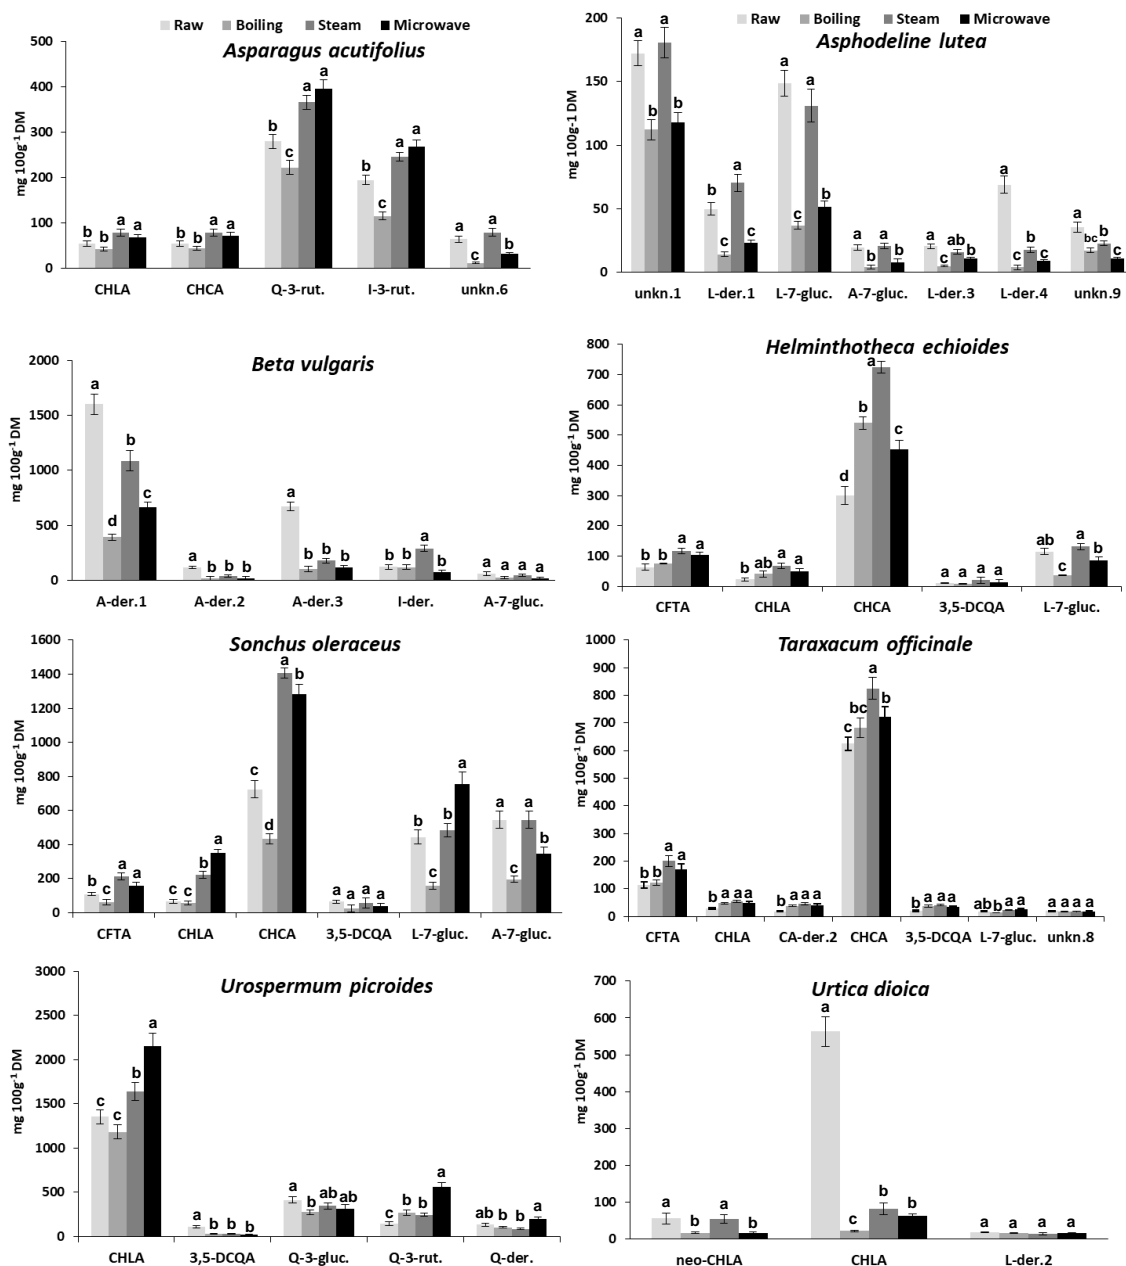 Raw Boiling Steam Microwave
Asparagus acutifolius
mg 100g-1 DM
500
400
300
200
100
0
b b a a
b b a a
b c a a
b c a a
a c a b
CHLA CHCA Q-3-rut. I-3-rut. unkn.6
Raw Boiling Steam Microwave
Asphodeline lutea
mg 100g-1 DM
200
150
100
50
0
a b a b
b c a c
a c a b
a b a b
a c ab b
a c b c
a bc b c
unkn.1 L-der.1 L-7-gluc. A-7-gluc. L-der.3 L-der.4 unkn.9
Beta vulgaris
mg 100g-1 DM
2000
1500
1000
500
0
a d b c
a b b b
a b b b
b b a b
a a a a
A-der.1 A-der.2 A-der.3 I-der. A-7-gluc.
Helminthotheca echioides
mg 100g-1 DM
800
700
600
500
400
300
200
100
0
b b a a
b ab a a
d b a c
a a a a
ab c a b
CFTA CHLA CHCA 3,5-DCQA L-7-gluc.
Sonchus oleraceus
mg 100g-1 DM
1600
1400
1200
1000
800
600
400
200
0
b c a a
c c b a
c d a b
a a a a
b c b a
a c a b
CFTA CHLA CHCA 3,5-DCQA L-7-gluc. A-7-gluc.
Taraxacum officinale
mg 100g-1 DM
1000
900
800
700
600
500
400
300
200
100
0
b b a a
b a a a
b a a a
c bc a b
b a a a
ab b a a
a a a a
CFTA CHLA CA-der.2 CHCA 3,5-DCQA L-7-gluc. unkn.8
Urospermum picroides
mg 100g-1 DM
3000
2500
2000
1500
1000
500
0
c c b a
a b b b
a b ab ab
c b b a
ab b b a
CHLA 3,5-DCQA Q-3-gluc. Q-3-rut. Q-der.
Urtica dioica
mg 100g-1 DM
700
600
500
400
300
200
100
0
a b a b
a c b b
a a a a
neo-CHLA CHLA L-der.2